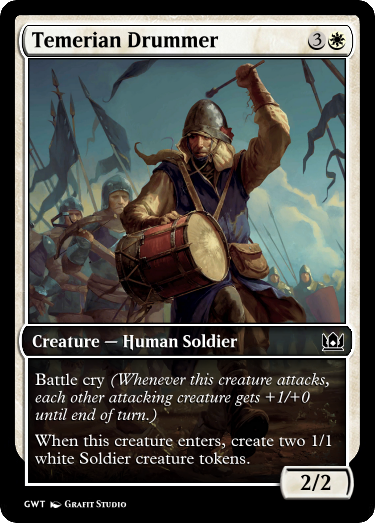 Temerian Drummer 3
Creature — Human Soldier
Battle cry (Whenever this creature attacks,
each other attacking creature gets +1/+0
until end of turn.)
When this creature enters, create two 1/1
white Soldier creature tokens.
2/2
GWT Grafit Studio